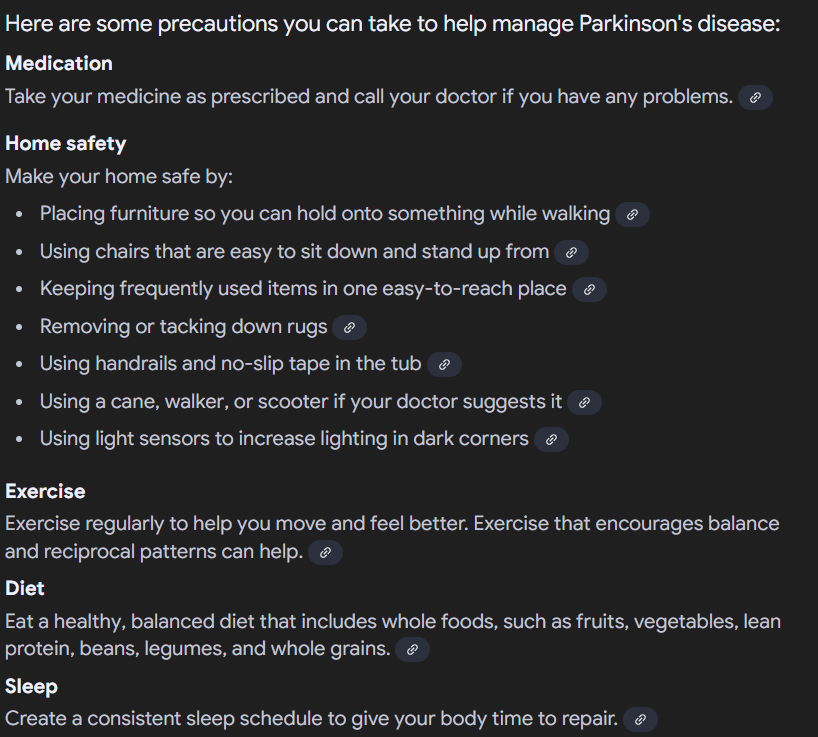 Here are some precautions you can take to help manage Parkinson's disease:
Medication
Take your medicine as prescribed and call your doctor if you have any problems.
Home safety
Make your home safe by:
• Placing furniture so you can hold onto something while walking
• Using chairs that are easy to sit down and stand up from
• Keeping frequently used items in one easy-to-reach place
• Removing or tacking down rugs
• Using handrails and no-slip tape in the tub
• Using a cane, walker, or scooter if your doctor suggests it
• Using light sensors to increase lighting in dark corners
Exercise
Exercise regularly to help you move and feel better. Exercise that encourages balance
and reciprocal patterns can help.
Diet
Eat a healthy, balanced diet that includes whole foods, such as fruits, vegetables, lean
protein, beans, legumes, and whole grains.
Sleep
Create a consistent sleep schedule to give your body time to repair.